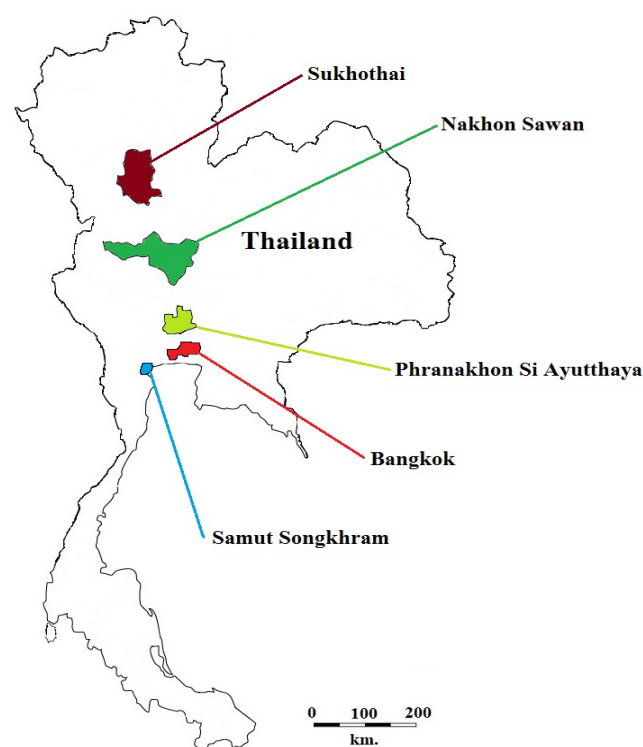 Sukhothai
Nakhon Sawan
Thailand
Phranakhon Si Ayutthaya
Bangkok
Samut Songkhram
0 100 200
km.